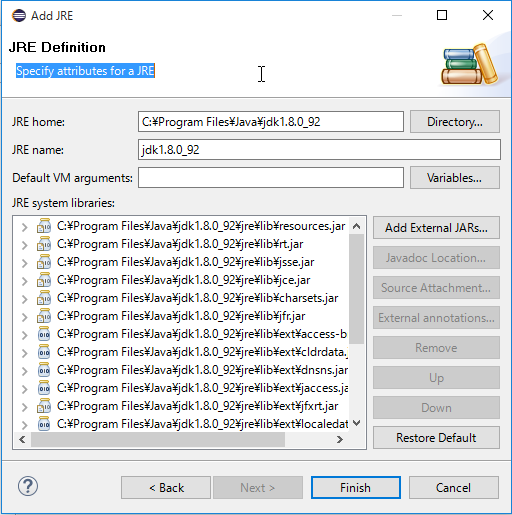 Add JRE
JRE Definition
Specify attributes for a JRE
JRE home: C:¥Program Files¥Java¥jdk1.8.0_92 Directory...
JRE name: jdk1.8.0_92
Default VM arguments: Variables...
JRE system libraries:
C:¥Program Files¥Java¥jdk1.8.0_92¥jre¥lib¥resources.jar
C:¥Program Files¥Java¥jdk1.8.0_92¥jre¥lib¥rt.jar
C:¥Program Files¥Java¥jdk1.8.0_92¥jre¥lib¥jsse.jar
C:¥Program Files¥Java¥jdk1.8.0_92¥jre¥lib¥jce.jar
C:¥Program Files¥Java¥jdk1.8.0_92¥jre¥lib¥charsets.jar
C:¥Program Files¥Java¥jdk1.8.0_92¥jre¥lib¥jfr.jar
C:¥Program Files¥Java¥jdk1.8.0_92¥jre¥lib¥ext¥access-b
C:¥Program Files¥Java¥jdk1.8.0_92¥jre¥lib¥ext¥cldrdata.
C:¥Program Files¥Java¥jdk1.8.0_92¥jre¥lib¥ext¥dnsns.jar
C:¥Program Files¥Java¥jdk1.8.0_92¥jre¥lib¥ext¥jaccess.jar
C:¥Program Files¥Java¥jdk1.8.0_92¥jre¥lib¥ext¥jfxrt.jar
C:¥Program Files¥Java¥jdk1.8.0_92¥jre¥lib¥ext¥localedat
Add External JARs...
Javadoc Location...
Source Attachment...
External annotations...
Remove
Up
Down
Restore Default
? < Back Next > Finish Cancel